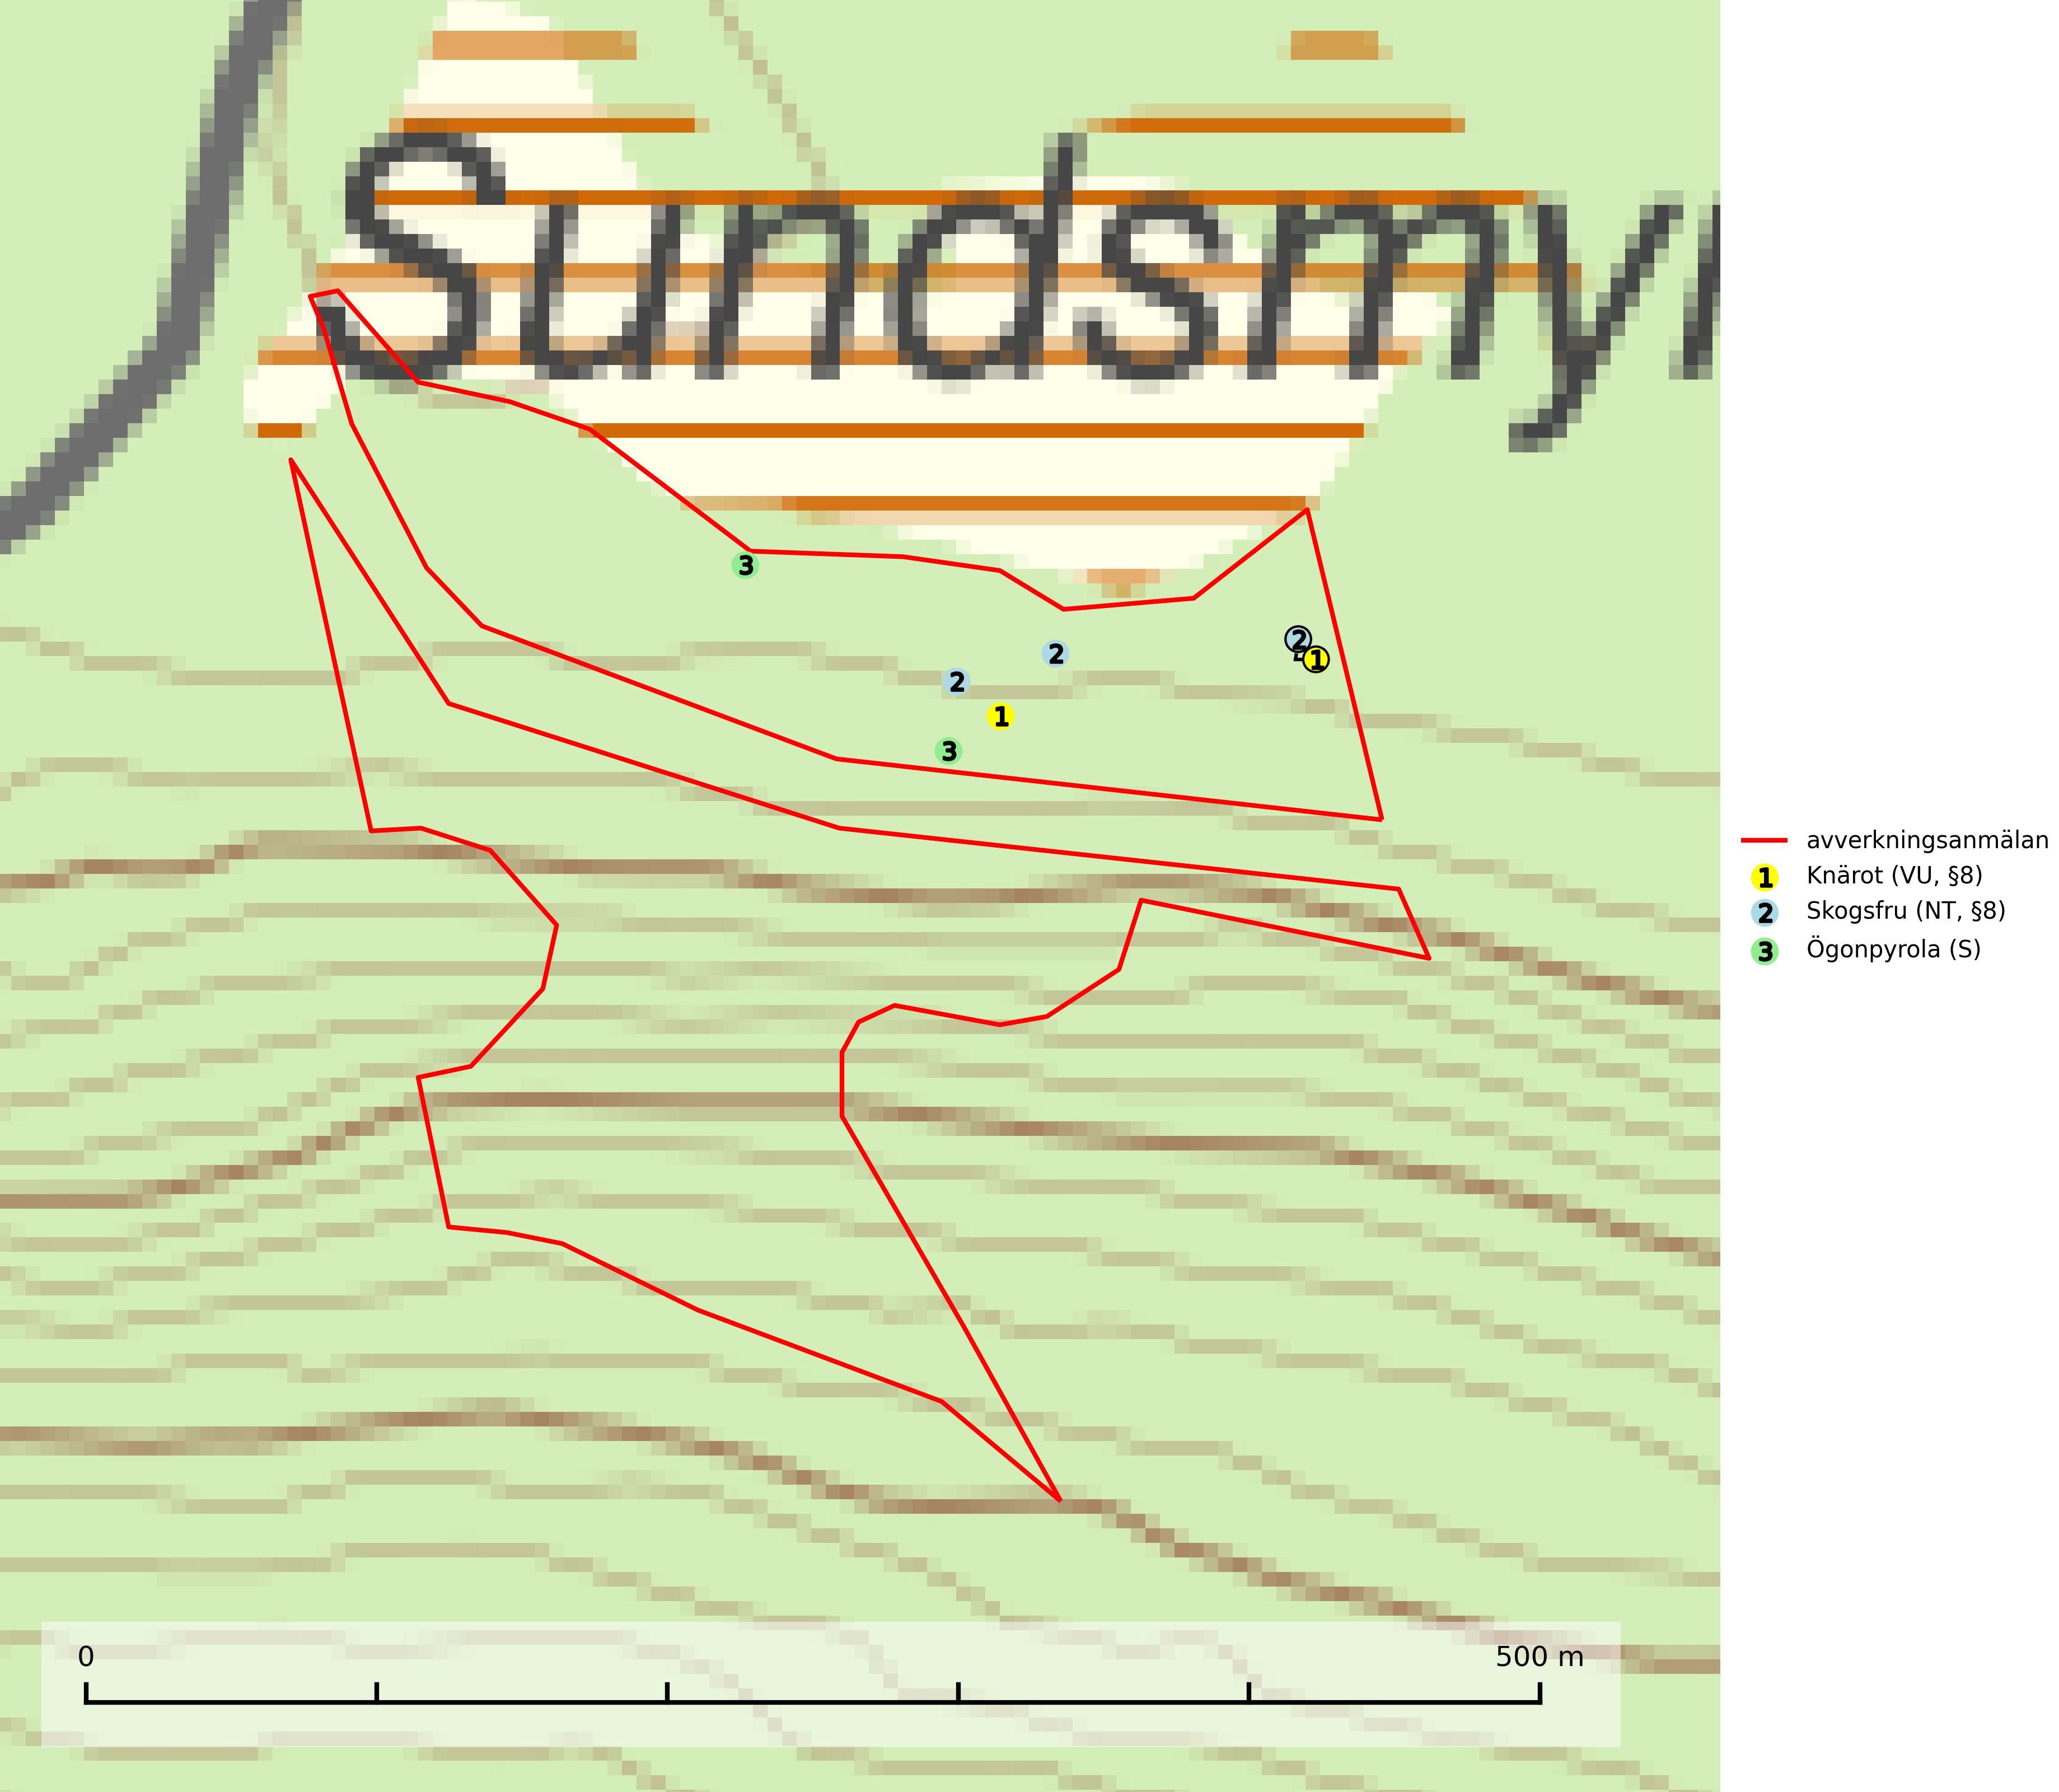 Sundsmy
3
2
2
2
1
1
3
avverkningsanmälan
1 Knärot (VU, §8)
2 Skogsfru (NT, §8)
3 Ögonpyrola (S)
0 500 m